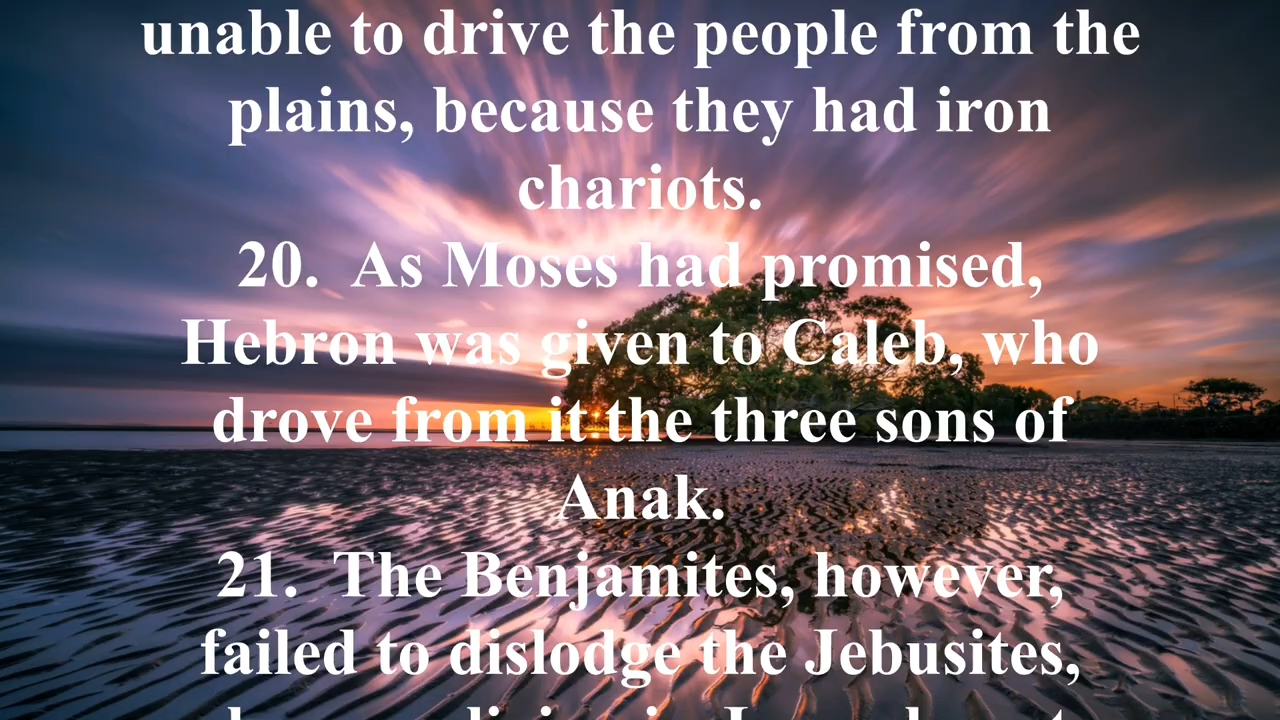 unable to drive the people from the
plains, because they had iron
chariots.
20.  As Moses had promised,
Hebron was given to Caleb, who
drove from it the three sons of
Anak.
21.  The Benjamites, however,
failed to dislodge the Jebusites,